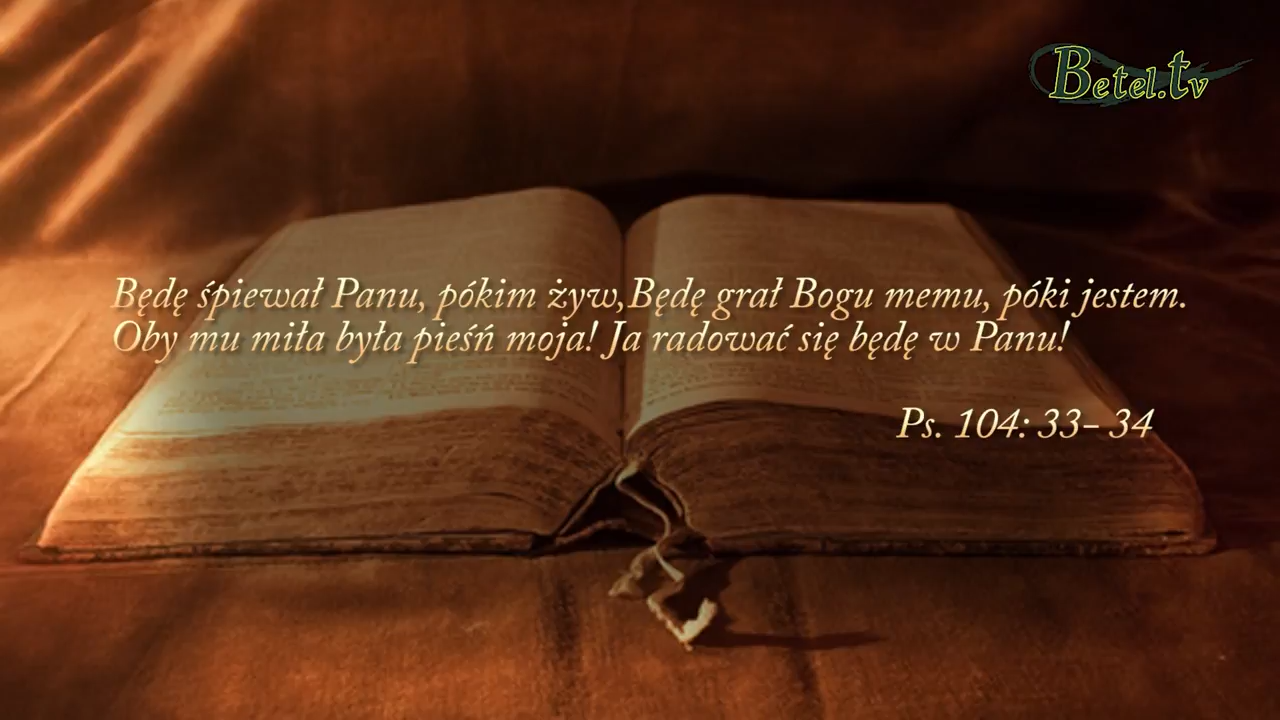 Betel.tv
Będę śpiewał Panu, pókim żyw,Będę grał Bogu memu, póki jestem.
Oby mu miła była pieśń moja! Ja radować się będę w Panu!
Ps. 104: 33- 34